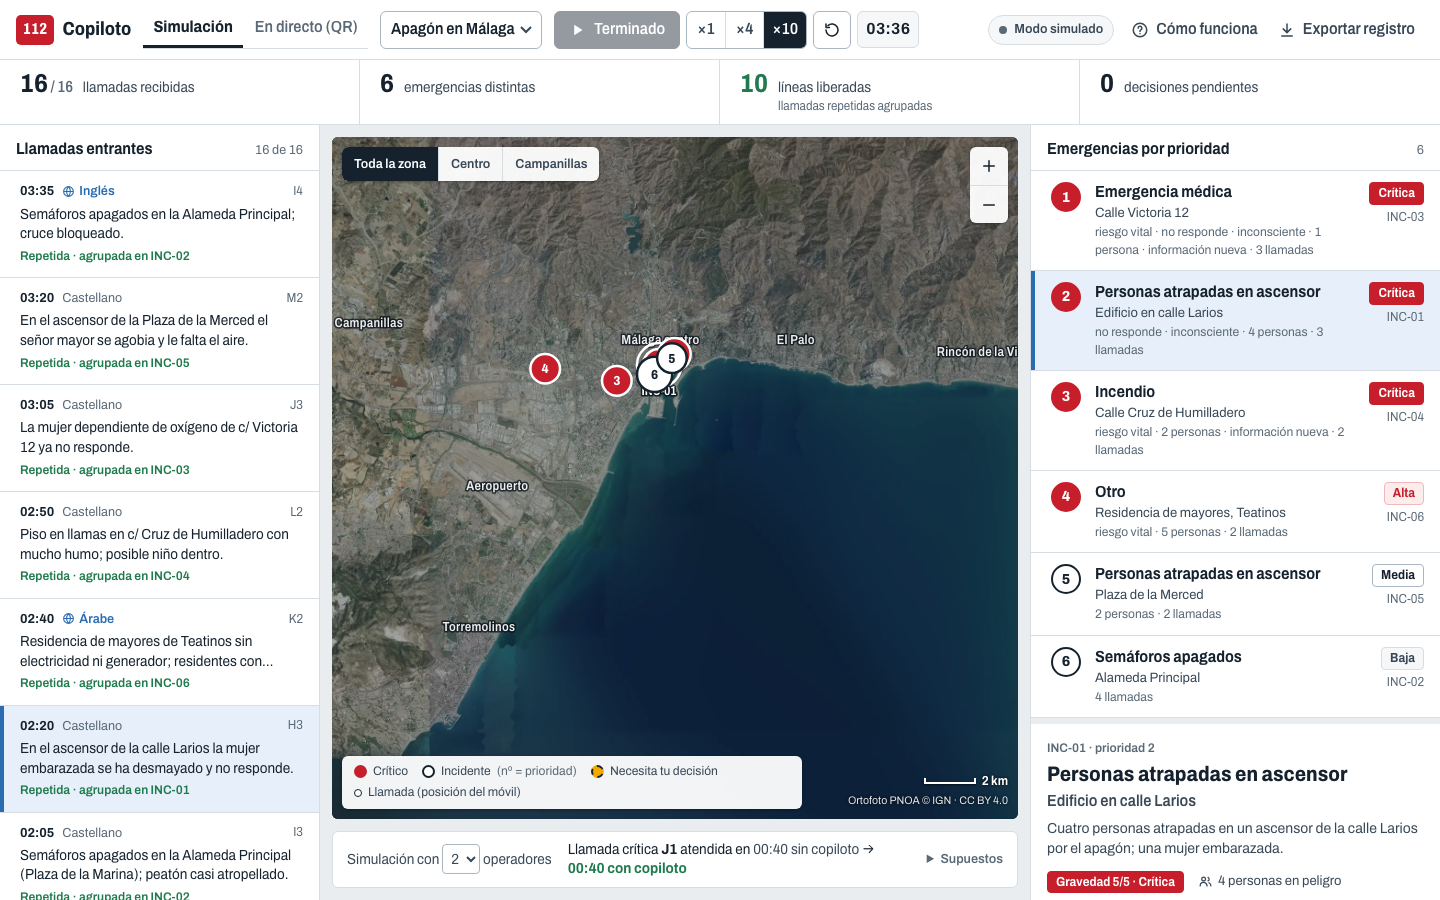 112 Copiloto
Simulación
En directo (QR)
Apagón en Málaga
Terminado
×1 ×4 ×10
03:36
Modo simulado
Cómo funciona
Exportar registro
16 / 16 llamadas recibidas
6 emergencias distintas
10 líneas liberadas
llamadas repetidas agrupadas
0 decisiones pendientes
Llamadas entrantes 16 de 16
03:35 Inglés I4
Semáforos apagados en la Alameda Principal;
cruce bloqueado.
Repetida · agrupada en INC-02
03:20 Castellano M2
En el ascensor de la Plaza de la Merced el
señor mayor se agobia y le falta el aire.
Repetida · agrupada en INC-05
03:05 Castellano J3
La mujer dependiente de oxígeno de c/ Victoria
12 ya no responde.
Repetida · agrupada en INC-03
02:50 Castellano L2
Piso en llamas en c/ Cruz de Humilladero con
mucho humo; posible niño dentro.
Repetida · agrupada en INC-04
02:40 Árabe K2
Residencia de mayores de Teatinos sin
electricidad ni generador; residentes con…
Repetida · agrupada en INC-06
02:20 Castellano H3
En el ascensor de la calle Larios la mujer
embarazada se ha desmayado y no responde.
Repetida · agrupada en INC-01
02:05 Castellano I3
Semáforos apagados en la Alameda Principal
(Plaza de la Marina); peatón casi atropellado.
Repetida · agrupada en INC-02
Toda la zona
Centro
Campanillas
+
−
Campanillas
El Palo
Rincón de la Vi
4
3
5
6
Aeropuerto
Torremolinos
Crítico
Incidente (nº = prioridad)
Necesita tu decisión
Llamada (posición del móvil)
2 km
Ortofoto PNOA © IGN · CC BY 4.0
Simulación con 2 operadores
Llamada crítica J1 atendida en 00:40 sin copiloto →
00:40 con copiloto
Supuestos
Emergencias por prioridad 6
1 Emergencia médica Crítica
Calle Victoria 12 INC-03
riesgo vital · no responde · inconsciente · 1
persona · información nueva · 3 llamadas
2 Personas atrapadas en ascensor Crítica
Edificio en calle Larios INC-01
no responde · inconsciente · 4 personas · 3
llamadas
3 Incendio Crítica
Calle Cruz de Humilladero INC-04
riesgo vital · 2 personas · información nueva · 2
llamadas
4 Otro Alta
Residencia de mayores, Teatinos INC-06
riesgo vital · 5 personas · 2 llamadas
5 Personas atrapadas en ascensor Media
Plaza de la Merced INC-05
2 personas · 2 llamadas
6 Semáforos apagados Baja
Alameda Principal INC-02
4 llamadas
INC-01 · prioridad 2
Personas atrapadas en ascensor
Edificio en calle Larios
Cuatro personas atrapadas en un ascensor de la calle Larios
por el apagón; una mujer embarazada.
Gravedad 5/5 · Crítica
4 personas en peligro